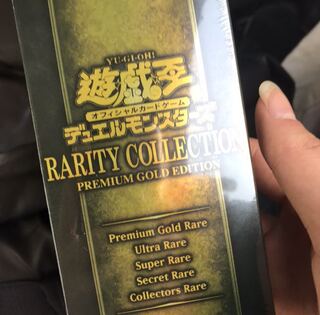 YU-GI-OH!
遊戯王
オフィシャルカードゲーム
デュエルモンスターズ
RARITY COLLECTION
PREMIUM GOLD EDITION
Premium Gold Rare
Ultra Rare
Super Rare
Secret Rare
Collectors Rare